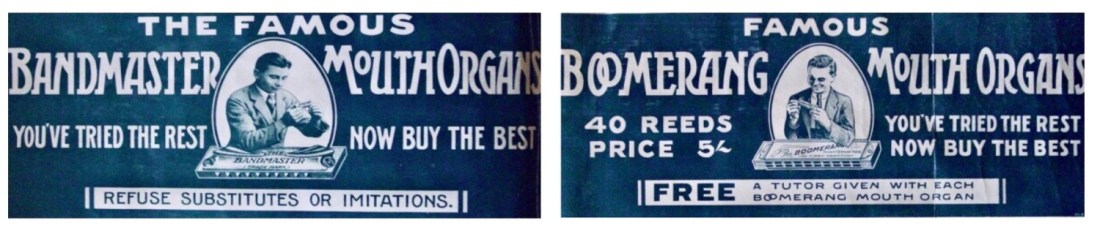 THE FAMOUS
BANDMASTER MOUTH ORGANS
YOU'VE TRIED THE REST NOW BUY THE BEST
THE
BANDMASTER
REFUSE SUBSTITUTES OR IMITATIONS.
FAMOUS
BOOMERANG MOUTH ORGANS
40 REEDS
PRICE 5/-
YOU'VE TRIED THE REST
NOW BUY THE BEST
The BOOMERANG
FREE A TUTOR GIVEN WITH EACH
BOOMERANG MOUTH ORGAN